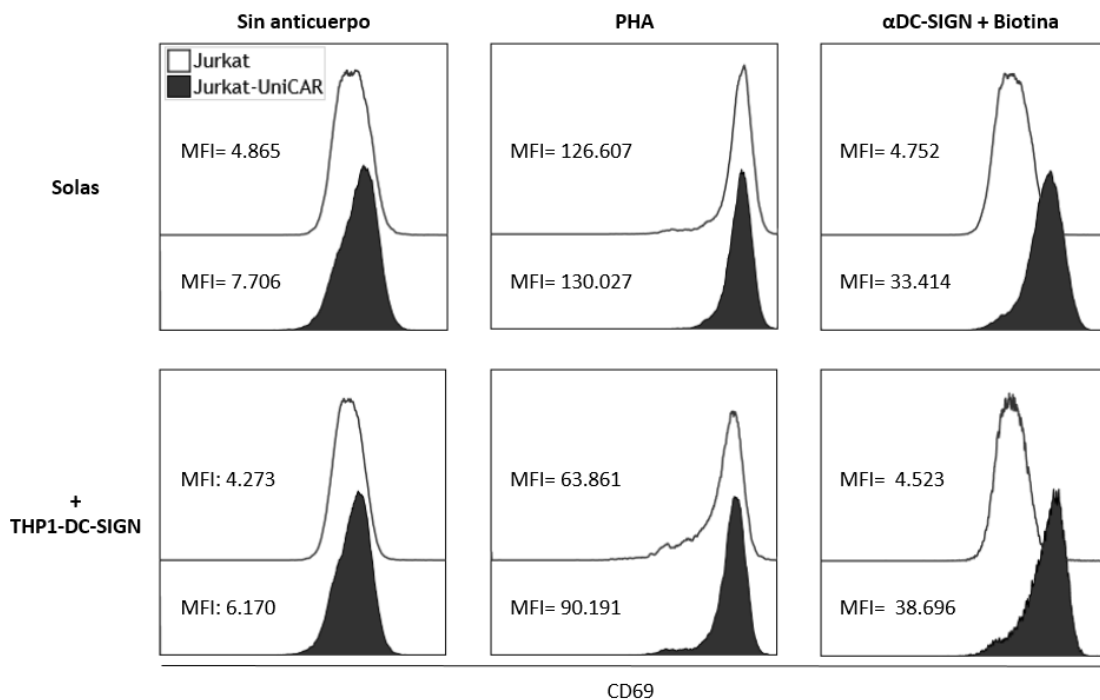 Sin anticuerpo
PHA
αDC-SIGN + Biotina
Jurkat
Jurkat-UniCAR
Solas
MFI= 4.865
MFI= 126.607
MFI= 4.752
MFI= 7.706
MFI= 130.027
MFI= 33.414
+
THP1-DC-SIGN
MFI: 4.273
MFI= 63.861
MFI= 4.523
MFI: 6.170
MFI= 90.191
MFI= 38.696
CD69